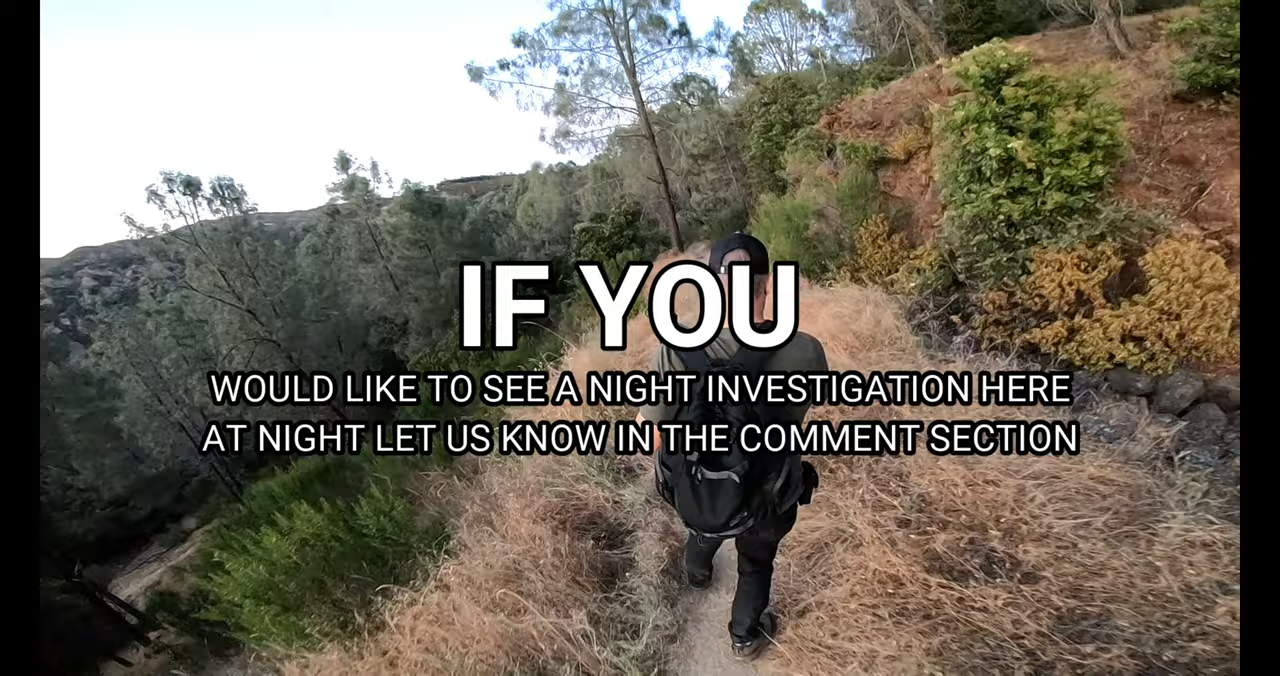 IF YOU
WOULD LIKE TO SEE A NIGHT INVESTIGATION HERE
AT NIGHT LET US KNOW IN THE COMMENT SECTION